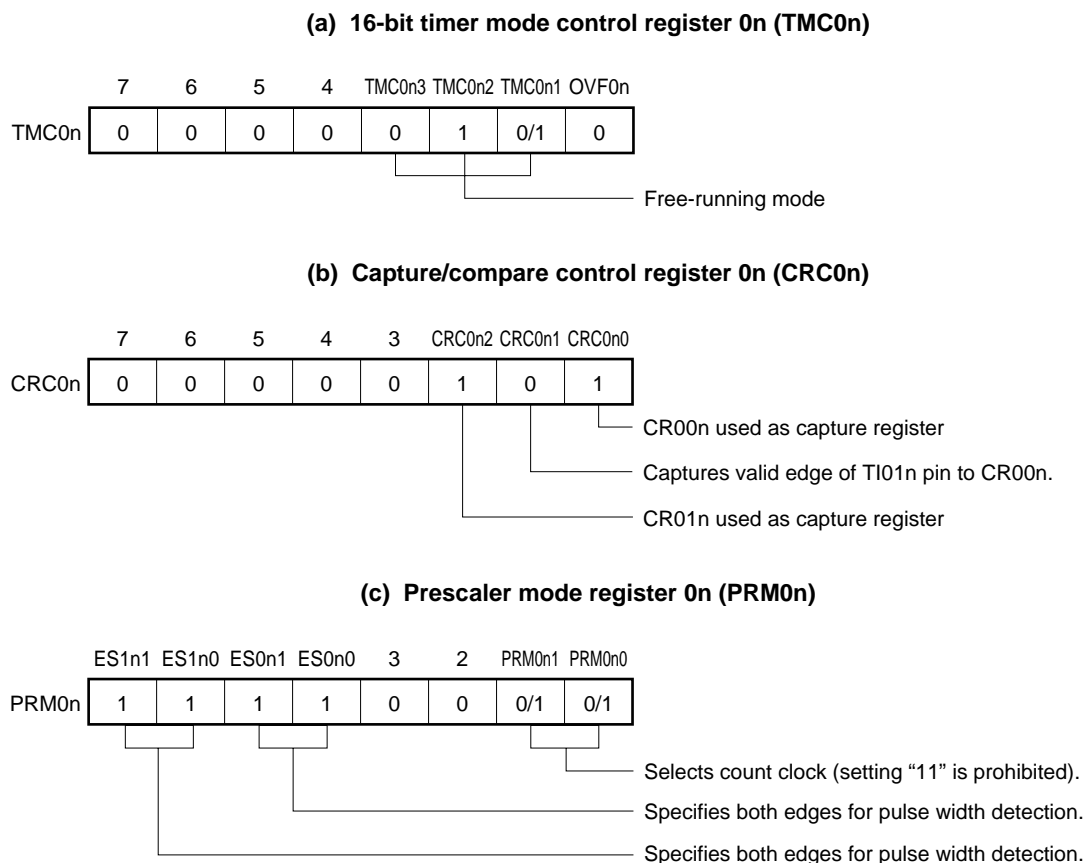 (a) 16-bit timer mode control register 0n (TMC0n)
7 6 5 4 TMC0n3 TMC0n2 TMC0n1 OVF0n
TMC0n 0 0 0 0 0 1 0/1 0
Free-running mode
(b) Capture/compare control register 0n (CRC0n)
7 6 5 4 3 CRC0n2 CRC0n1 CRC0n0
CRC0n 0 0 0 0 0 1 0 1
CR00n used as capture register
Captures valid edge of TI01n pin to CR00n.
CR01n used as capture register
(c) Prescaler mode register 0n (PRM0n)
ES1n1 ES1n0 ES0n1 ES0n0 3 2 PRM0n1 PRM0n0
PRM0n 1 1 1 1 0 0 0/1 0/1
Selects count clock (setting “11” is prohibited).
Specifies both edges for pulse width detection.
Specifies both edges for pulse width detection.